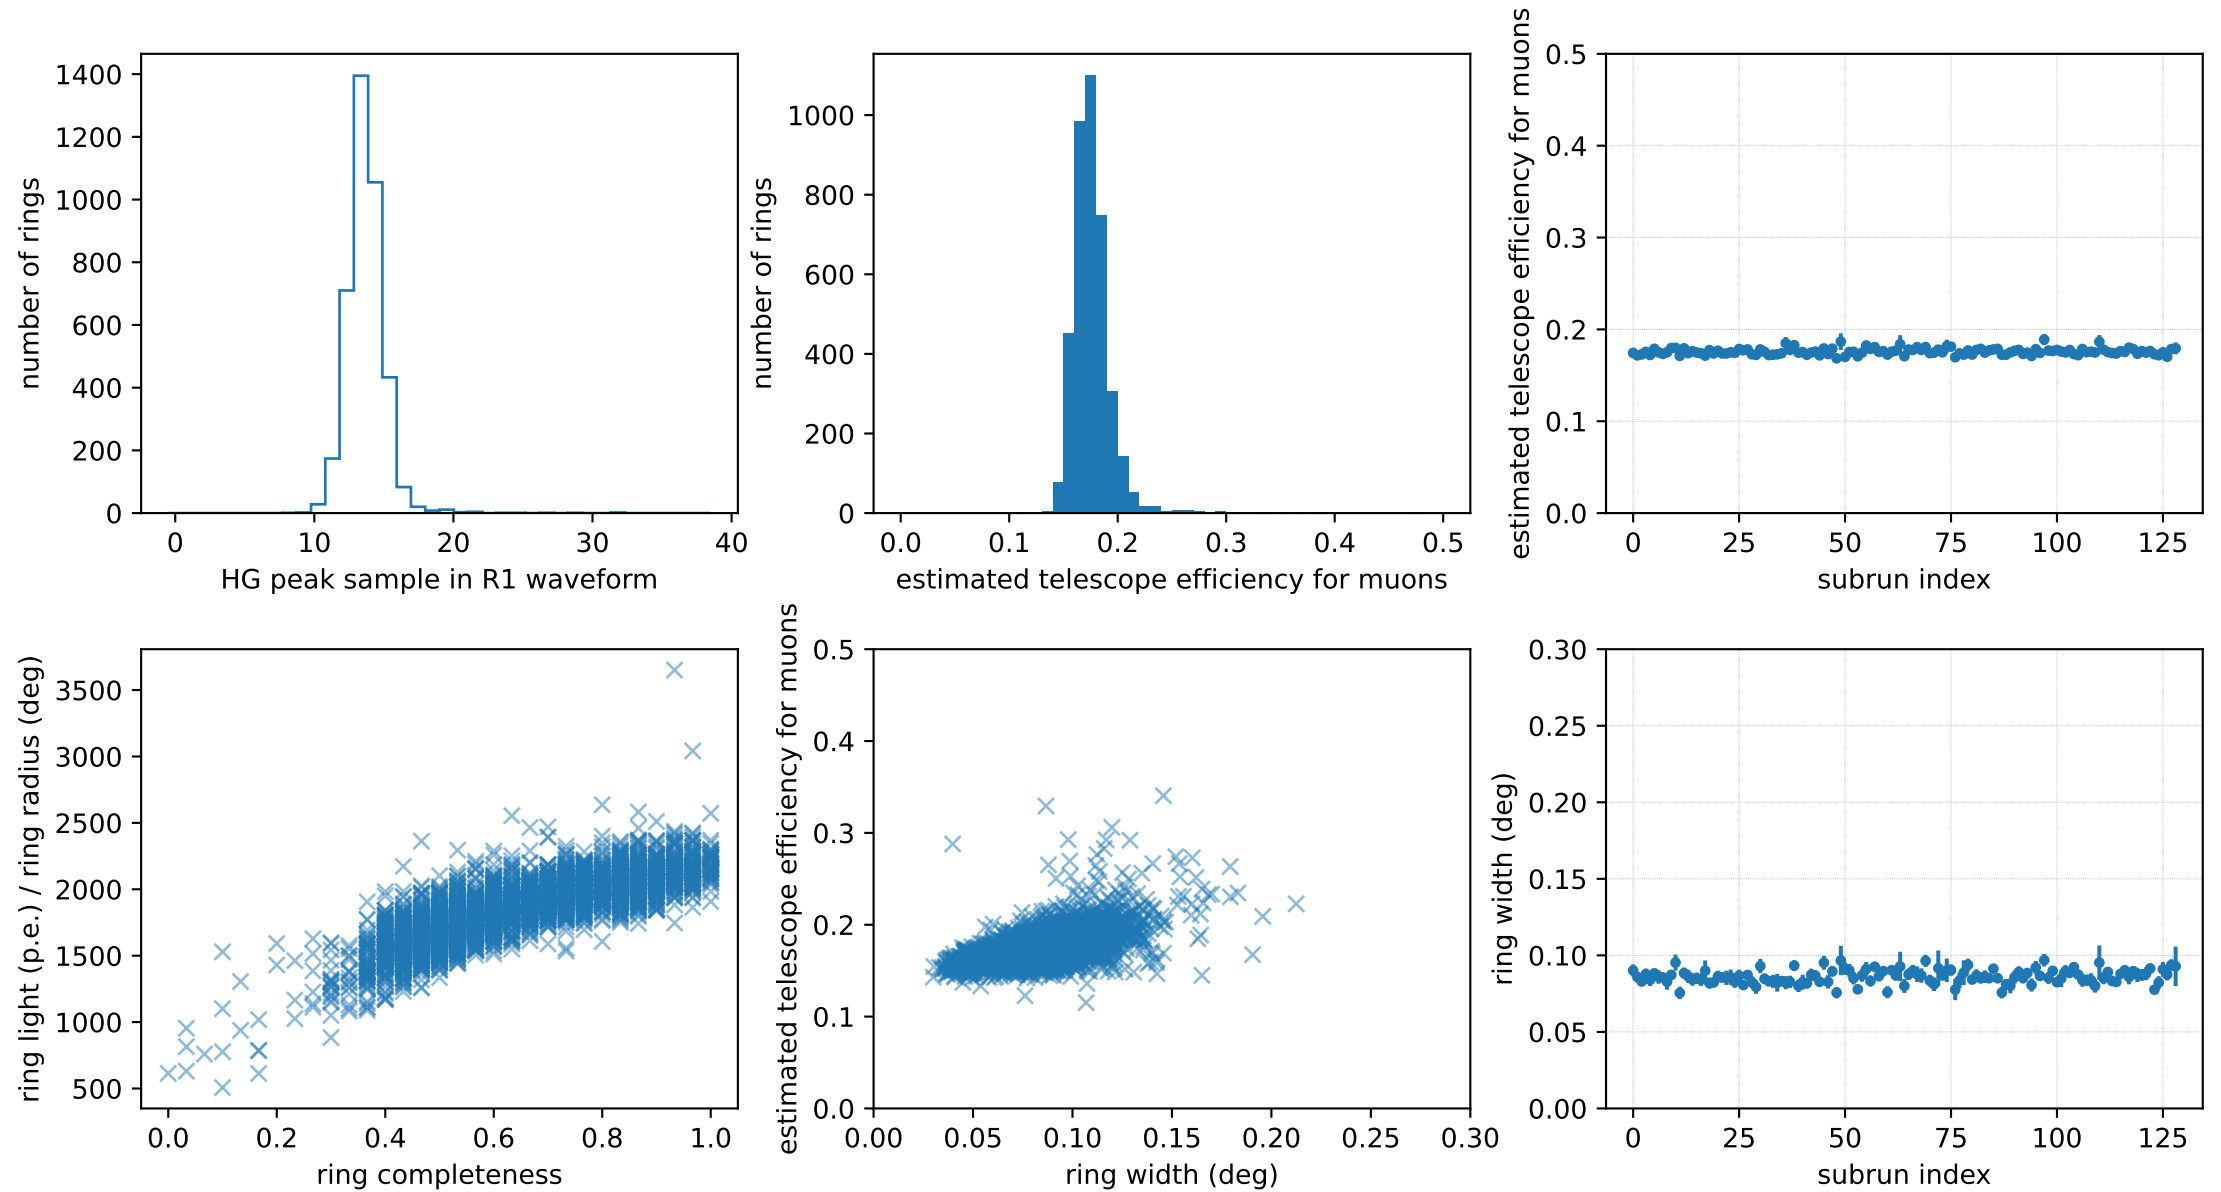 number of rings
1400
1200
1000
800
600
400
200
0
0 10 20 30 40
HG peak sample in R1 waveform
number of rings
1000
800
600
400
200
0
0.0 0.1 0.2 0.3 0.4 0.5
estimated telescope efficiency for muons
estimated telescope efficiency for muons
0.5
0.4
0.3
0.2
0.1
0.0
0 25 50 75 100 125
subrun index
ring light (p.e.) / ring radius (deg)
3500
3000
2500
2000
1500
1000
500
0.0 0.2 0.4 0.6 0.8 1.0
ring completeness
estimated telescope efficiency for muons
0.5
0.4
0.3
0.2
0.1
0.0
0.00 0.05 0.10 0.15 0.20 0.25 0.30
ring width (deg)
ring width (deg)
0.30
0.25
0.20
0.15
0.10
0.05
0.00
0 25 50 75 100 125
subrun index